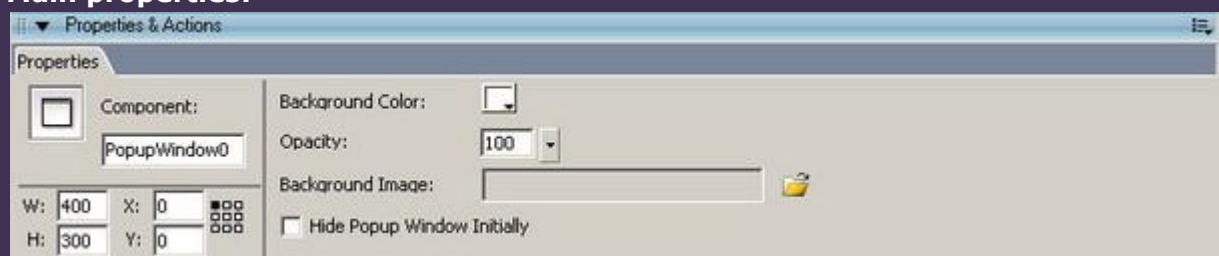 Main properties:
Properties & Actions
Properties
Component:
PopupWindow0
W: 400 X: 0
H: 300 Y: 0
Background Color:
Opacity: 100
Background Image:
Hide Popup Window Initially